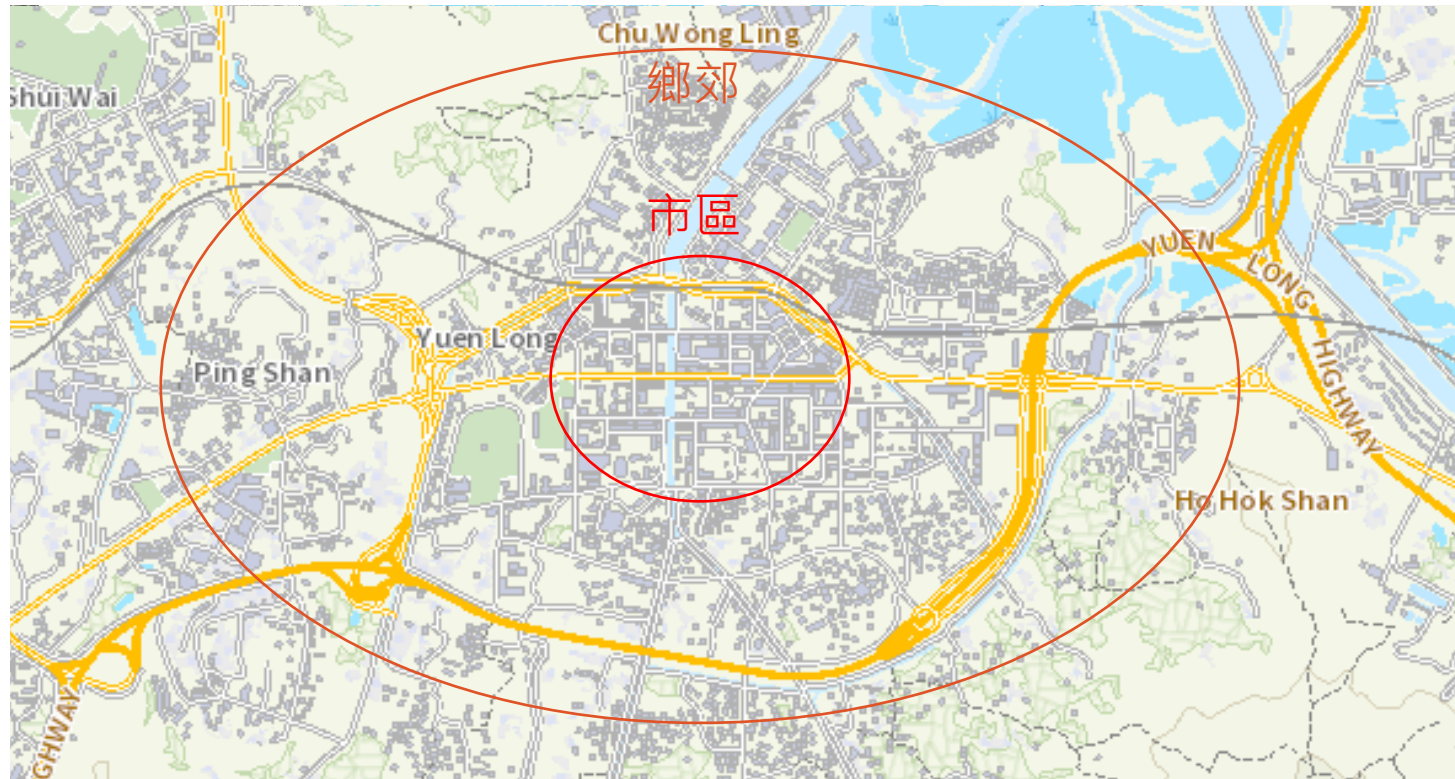 Chu Wong Ling
鄉郊
Shui Wai
市區
YUEN
LONG
HIGHWAY
Yuen Long
Ping Shan
Ho Hok Shan
GHWAY